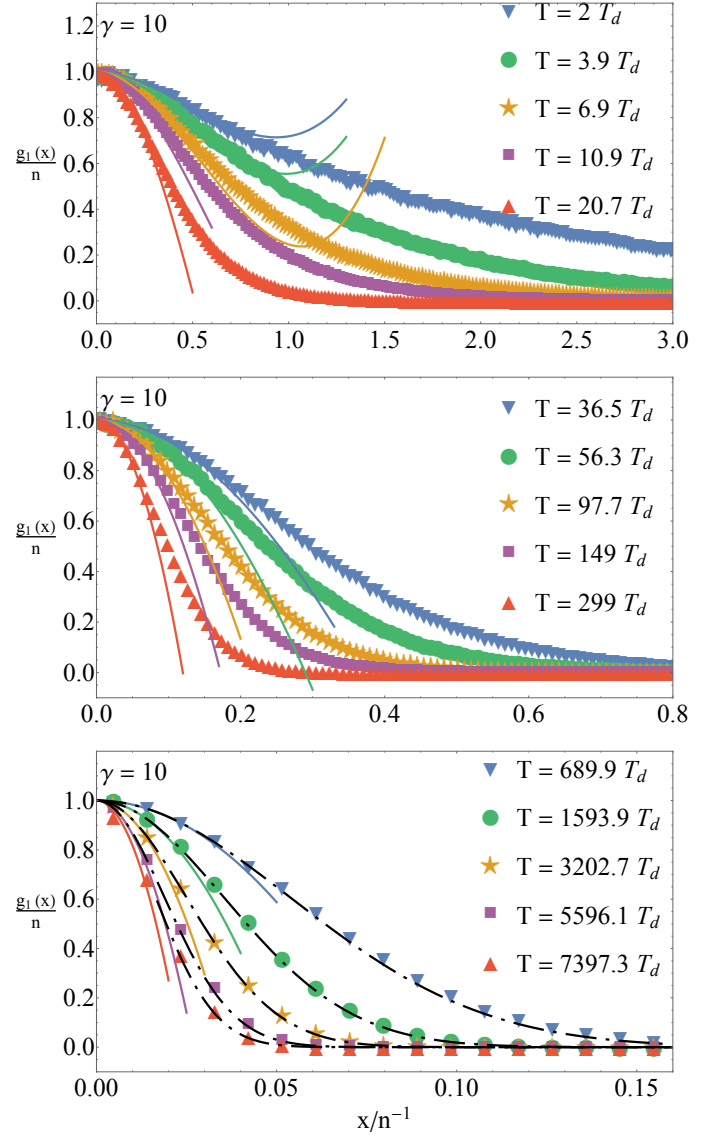 γ = 10
T = 2 T_d
T = 3.9 T_d
T = 6.9 T_d
T = 10.9 T_d
T = 20.7 T_d
g₁(x)
n
1.2
1.0
0.8
0.6
0.4
0.2
0.0
0.0 0.5 1.0 1.5 2.0 2.5 3.0
γ = 10
T = 36.5 T_d
T = 56.3 T_d
T = 97.7 T_d
T = 149 T_d
T = 299 T_d
g₁(x)
n
1.0
0.8
0.6
0.4
0.2
0.0
0.0 0.2 0.4 0.6 0.8
γ = 10
T = 689.9 T_d
T = 1593.9 T_d
T = 3202.7 T_d
T = 5596.1 T_d
T = 7397.3 T_d
g₁(x)
n
1.0
0.8
0.6
0.4
0.2
0.0
0.00 0.05 0.10 0.15
x/n⁻¹